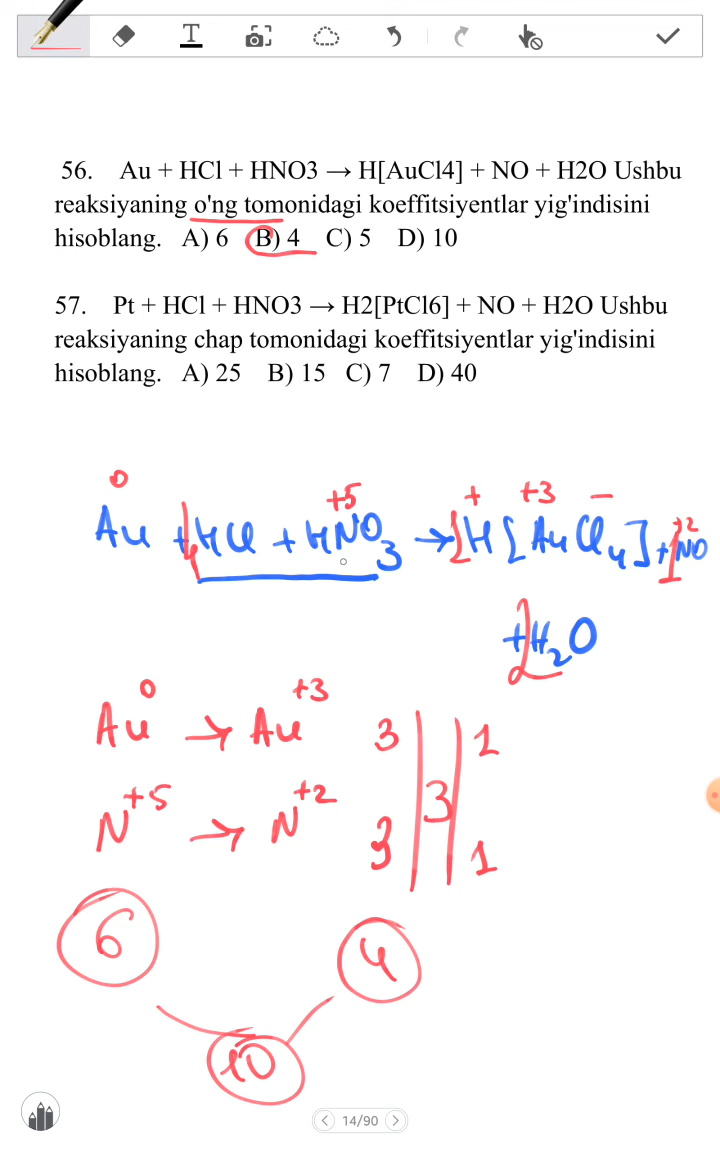 T
56. Au + HCl + HNO3 → H[AuCl4] + NO + H2O Ushbu
reaksiyaning o'ng tomonidagi koeffitsiyentlar yig'indisini
hisoblang. A) 6 B) 4 C) 5 D) 10
57. Pt + HCl + HNO3 → H2[PtCl6] + NO + H2O Ushbu
reaksiyaning chap tomonidagi koeffitsiyentlar yig'indisini
hisoblang. A) 25 B) 15 C) 7 D) 40
0 +5 + +3 − +2
Au + 4HCl + HNO3 → 1H[AuCl4] + 1NO
+ 2H2O
Au 0 → Au +3 3 | 3 | 1
N +5 → N +2 3 | | 1
6 4
10
14/90